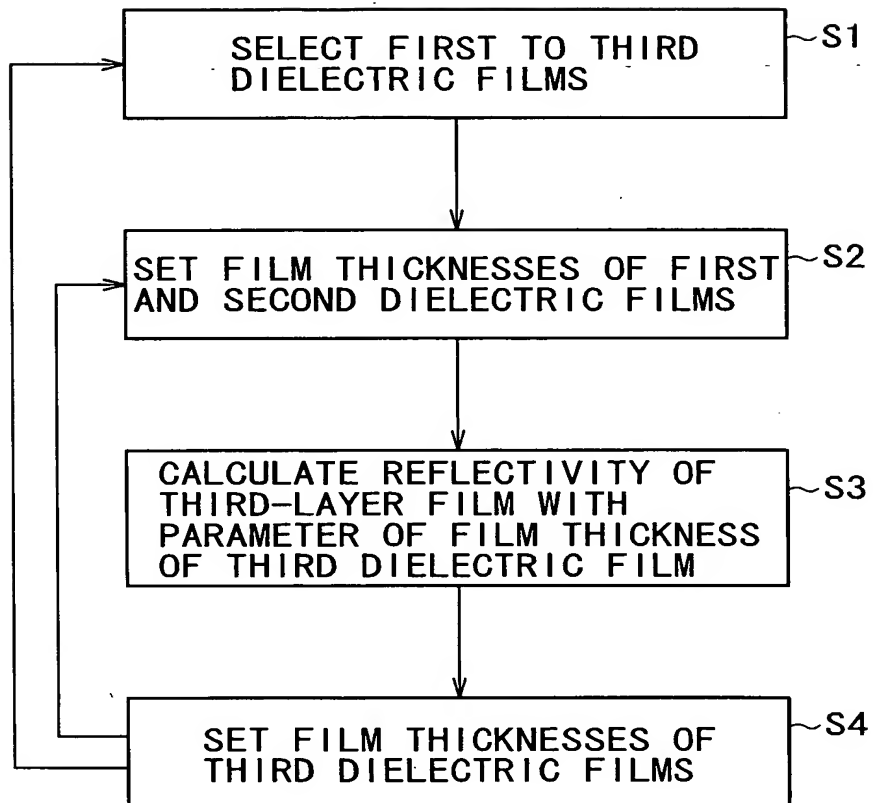 SELECT FIRST TO THIRD
DIELECTRIC FILMS
S1
SET FILM THICKNESSES OF FIRST
AND SECOND DIELECTRIC FILMS
S2
CALCULATE REFLECTIVITY OF
THIRD-LAYER FILM WITH
PARAMETER OF FILM THICKNESS
OF THIRD DIELECTRIC FILM
S3
SET FILM THICKNESSES OF
THIRD DIELECTRIC FILMS
S4